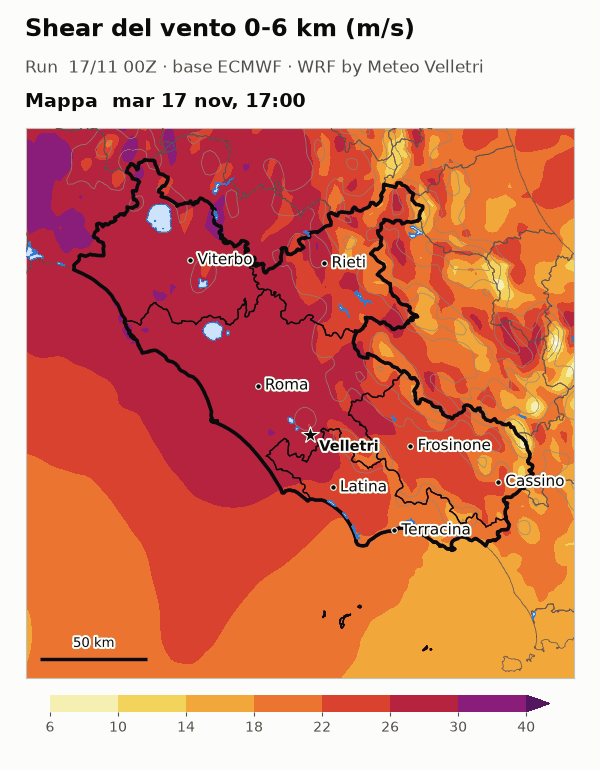 Shear del vento 0-6 km (m/s)
Run  17/11 00Z · base ECMWF · WRF by Meteo Velletri
Mappa  mar 17 nov, 17:00
Viterbo
Rieti
Roma
Velletri
Frosinone
Cassino
Latina
Terracina
50 km
6 10 14 18 22 26 30 40